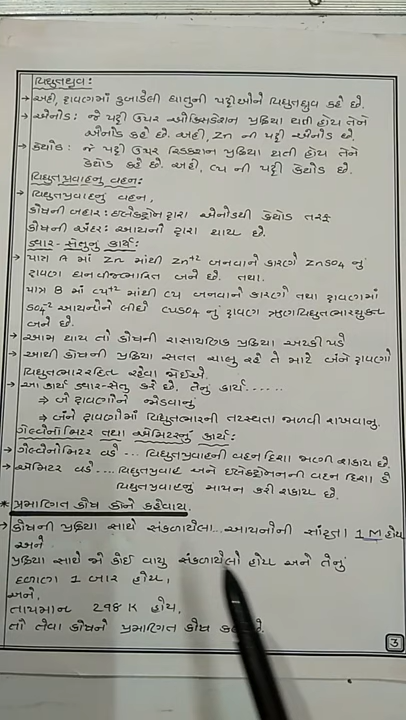 વિદ્યુતધ્રુવ:
→ અહીં, દ્રાવણમાં ડુબાડેલી ધાતુની પટ્ટીઓને વિદ્યુતધ્રુવ કહે છે.
→ એનોડ: જે પટ્ટી ઉપર ઓક્સિડેશન પ્રક્રિયા થતી હોય તેને
એનોડ કહે છે. અહીં, Zn ની પટ્ટી એનોડ છે.
→ કેથોડ: જે પટ્ટી ઉપર રિડક્શન પ્રક્રિયા થતી હોય તેને
કેથોડ કહે છે. અહીં, Cu ની પટ્ટી કેથોડ છે.
વિદ્યુતપ્રવાહનું વહન:
→ વિદ્યુતપ્રવાહનું વહન,
કોષની બહાર: ઇલેક્ટ્રોન દ્વારા એનોડથી કેથોડ તરફ
કોષની અંદર: આયનો દ્વારા થાય છે.
ક્ષાર-સેતુનું કાર્ય:
→ પાત્ર A માં Zn માંથી Zn+2 બનવાને કારણે ZnSO4 નું
દ્રાવણ ધનવીજભારિત બને છે. તથા.
પાત્ર B માં Cu+2 માંથી Cu બનવાને કારણે તથા દ્રાવણમાં
SO4-2 આયનોને લીધે CuSO4 નું દ્રાવણ ઋણવિદ્યુતભારયુક્ત
બને છે.
→ આમ થાય તો કોષની રાસાયણિક પ્રક્રિયા અટકી પડે
→ આથી કોષની પ્રક્રિયા સતત ચાલુ રહે તે માટે બંને દ્રાવણો
વિદ્યુતભારરહિત રહેવા જોઈએ.
→ આ કાર્ય ક્ષાર-સેતુ કરે છે. તેનું કાર્ય......
⇒ બે દ્રાવણોને જોડવાનું
⇒ બંને દ્રાવણોમાં વિદ્યુતભારની તટસ્થતા જાળવી રાખવાનું.
ગેલ્વેનોમિટર તથા એમિટરનું કાર્ય:
→ ગેલ્વેનોમિટર વડે ... વિદ્યુતપ્રવાહની વહન દિશા જાણી શકાય છે.
→ એમિટર વડે .... વિદ્યુતપ્રવાહ અને ઇલેક્ટ્રોનની વહન દિશા કે
વિદ્યુતપ્રવાહનું માપન કરી શકાય છે.
* પ્રમાણિત કોષ કોને કહેવાય.
→ કોષની પ્રક્રિયા સાથે સંકળાયેલા... આયનોની સાંદ્રતા 1 M હોય
અને
પ્રક્રિયા સાથે જો કોઈ વાયુ સંકળાયેલો હોય અને તેનું
દબાણ 1 બાર હોય,
અને,
તાપમાન 298 K હોય,
તો તેવા કોષને પ્રમાણિત કોષ છે.
3